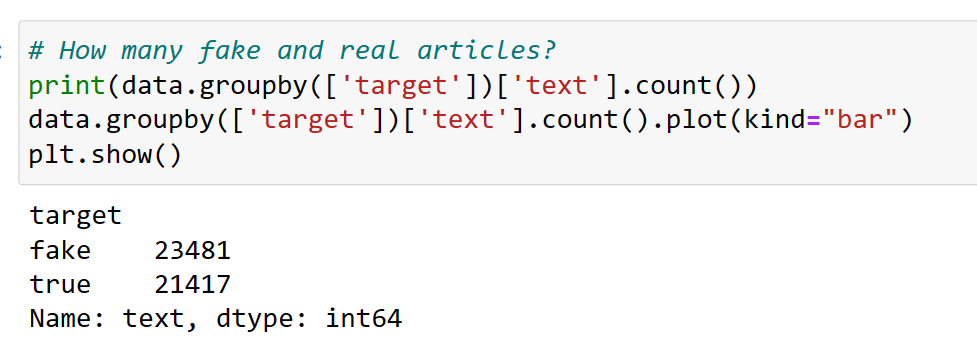 # How many fake and real articles?
print(data.groupby(['target'])['text'].count())
data.groupby(['target'])['text'].count().plot(kind="bar")
plt.show()
target
fake    23481
true    21417
Name: text, dtype: int64